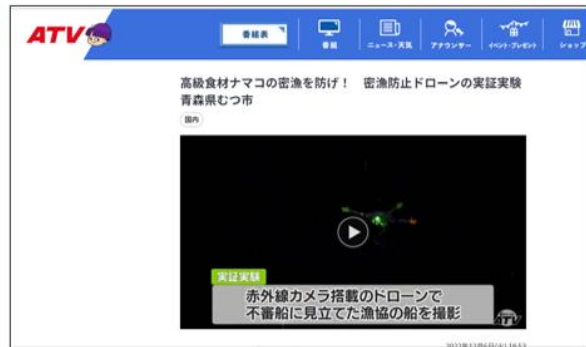 ATV
番組表
番組
ニュース・天気
アナウンサー
イベント・プレゼント
ショップ
高級食材ナマコの密漁を防げ！　密漁防止ドローンの実証実験
青森県むつ市
国内
実証実験
赤外線カメラ搭載のドローンで
不審船に見立てた漁協の船を撮影
ATV